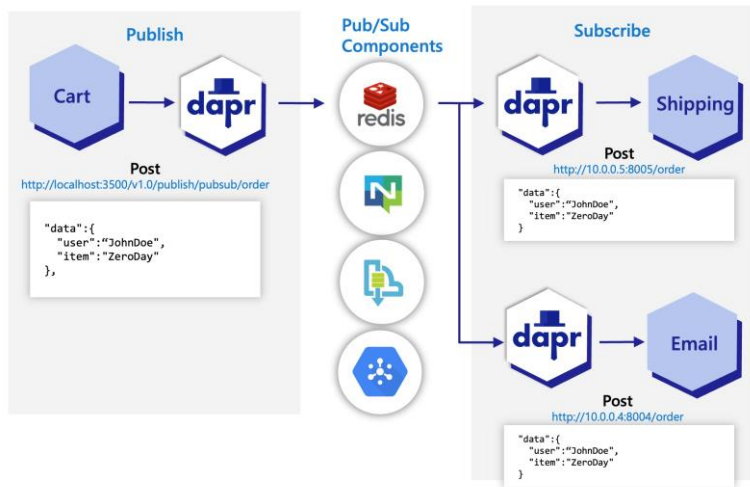 Publish
Cart
dapr
Post
http://localhost:3500/v1.0/publish/pubsub/order
"data":{
"user":“JohnDoe",
"item":"ZeroDay"
},
Pub/Sub
Components
redis
N
Subscribe
dapr
Shipping
Post
http://10.0.0.5:8005/order
"data":{
"user":“JohnDoe",
"item":"ZeroDay"
}
dapr
Email
Post
http://10.0.0.4:8004/order
"data":{
"user":“JohnDoe",
"item":"ZeroDay"
}